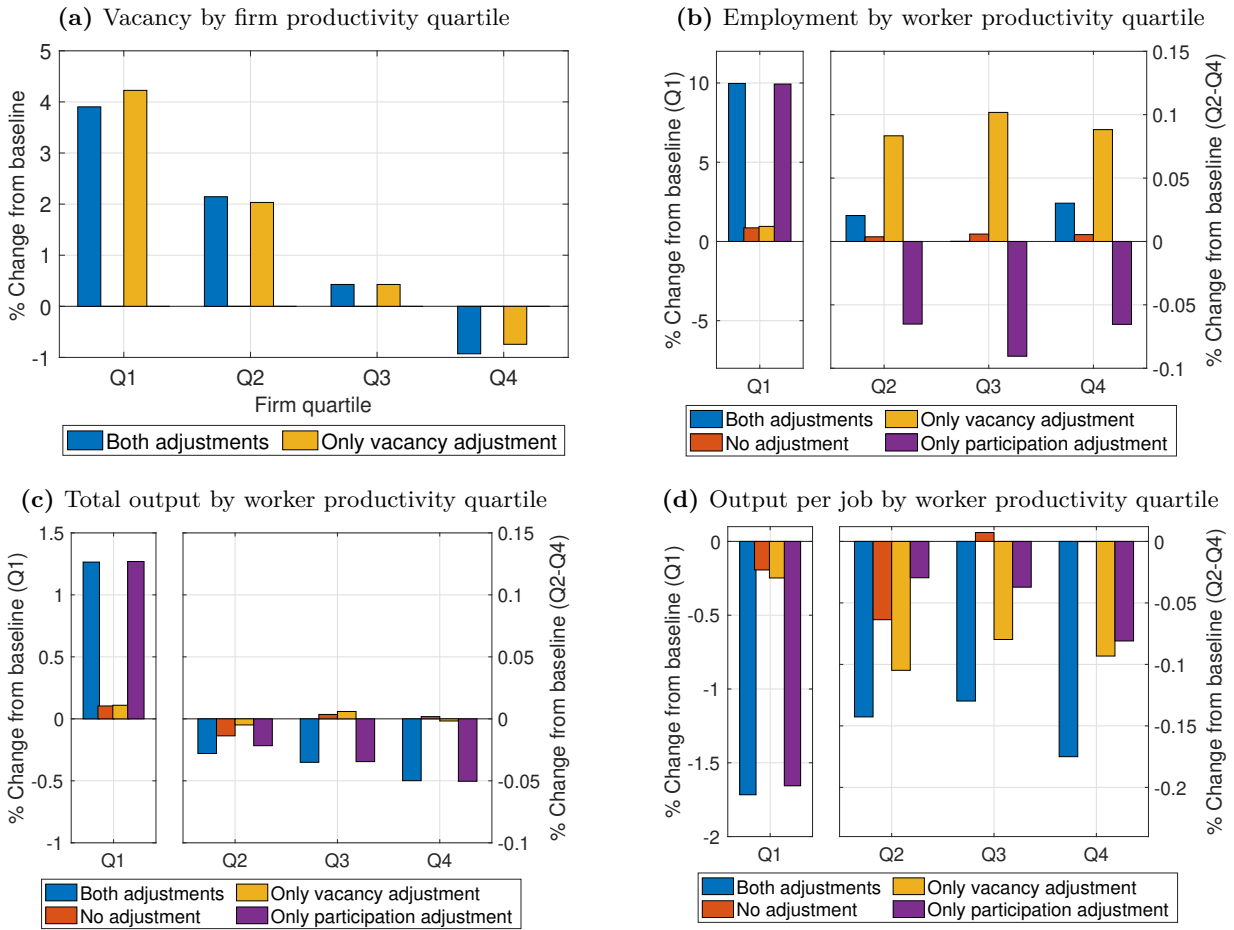 (a) Vacancy by firm productivity quartile
5
4
3
2
1
0
-1
% Change from baseline
Q1 Q2 Q3 Q4
Firm quartile
Both adjustments Only vacancy adjustment
(b) Employment by worker productivity quartile
10
5
0
-5
% Change from baseline (Q1)
0.15
0.1
0.05
0
-0.05
-0.1
% Change from baseline (Q2-Q4)
Q1 Q2 Q3 Q4
Both adjustments Only vacancy adjustment
No adjustment Only participation adjustment
(c) Total output by worker productivity quartile
1.5
1
0.5
0
-0.5
-1
% Change from baseline (Q1)
0.15
0.1
0.05
0
-0.05
-0.1
% Change from baseline (Q2-Q4)
Q1 Q2 Q3 Q4
Both adjustments Only vacancy adjustment
No adjustment Only participation adjustment
(d) Output per job by worker productivity quartile
0
-0.5
-1
-1.5
-2
% Change from baseline (Q1)
0
-0.05
-0.1
-0.15
-0.2
% Change from baseline (Q2-Q4)
Q1 Q2 Q3 Q4
Both adjustments Only vacancy adjustment
No adjustment Only participation adjustment